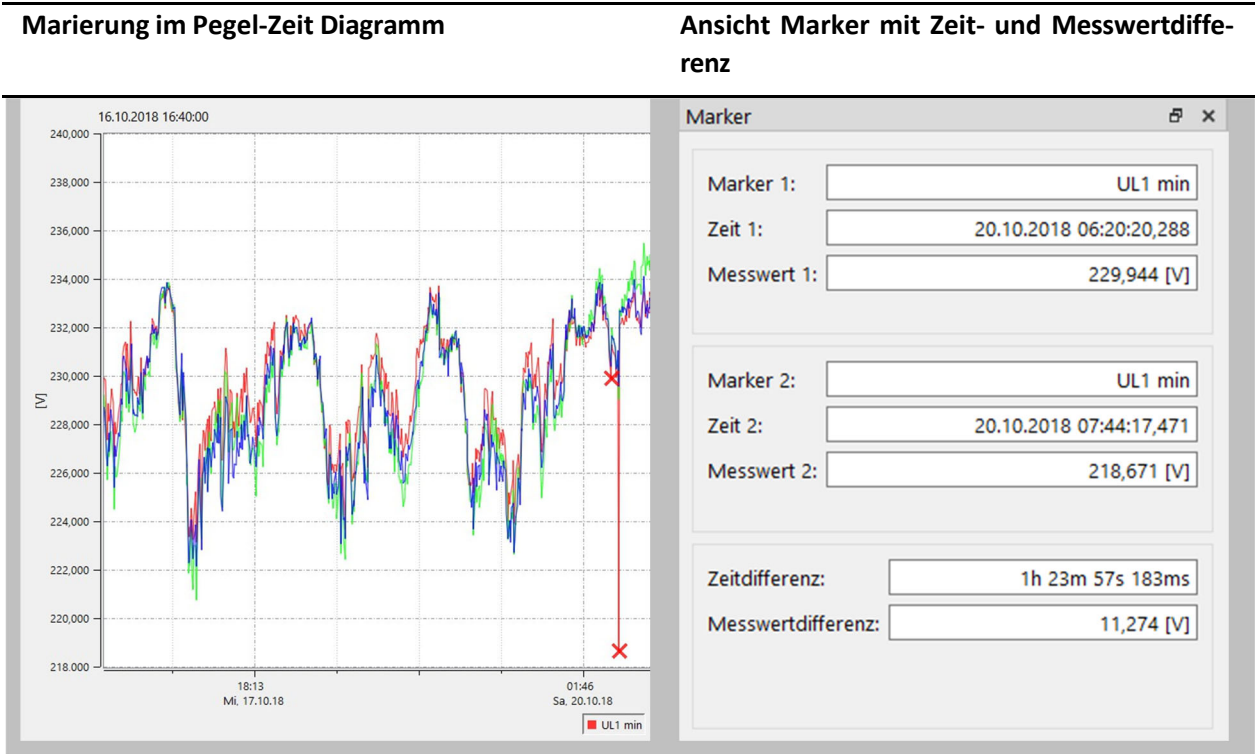 Marierung im Pegel-Zeit Diagramm
Ansicht Marker mit Zeit- und Messwertdiffe-
renz
16.10.2018 16:40:00
240,000
238,000
236,000
234,000
232,000
230,000
228,000
226,000
224,000
222,000
220,000
218.000
[V]
18:13
Mi, 17.10.18
01:46
Sa, 20.10.18
UL1 min
Marker
Marker 1: UL1 min
Zeit 1: 20.10.2018 06:20:20,288
Messwert 1: 229,944 [V]
Marker 2: UL1 min
Zeit 2: 20.10.2018 07:44:17,471
Messwert 2: 218,671 [V]
Zeitdifferenz: 1h 23m 57s 183ms
Messwertdifferenz: 11,274 [V]